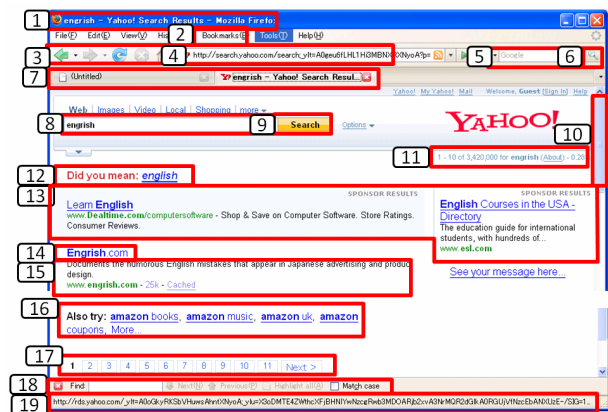 1 engrish - Yahoo! Search Results - Mozilla Firefox
2
File(F) Edit(E) View(V) Bookmarks(B) Tools(T) Help(H)
3 4 http://search.yahoo.com/search;_ylt= 5 Google 6
7 (Untitled) engrish - Yahoo! Search Resul...
Yahoo! My Yahoo! Mail Welcome, Guest [Sign In] Help
Web | Images | Video | Local | Shopping | more
8 engrish 9 Search Options YAHOO! 10
11 1 - 10 of 3,420,000 for engrish (About) - 0.28
12 Did you mean: english
13 SPONSOR RESULTS
Learn English
www.Dealtime.com/computersoftware - Shop & Save on Computer Software. Store Ratings.
Consumer Reviews.
SPONSOR RESULTS
English Courses in the USA -
Directory
The education guide for international
students, with hundreds of...
www.esl.com
See your message here...
14 Engrish.com
15 Documents the humorous English mistakes that appear in Japanese advertising and product
design.
www.engrish.com - 25k - Cached
16 Also try: amazon books, amazon music, amazon uk, amazon
coupons, More...
17 1 2 3 4 5 6 7 8 9 10 11 Next >
18 Find Next(N) Previous(P) Highlight all(A) Match case
19